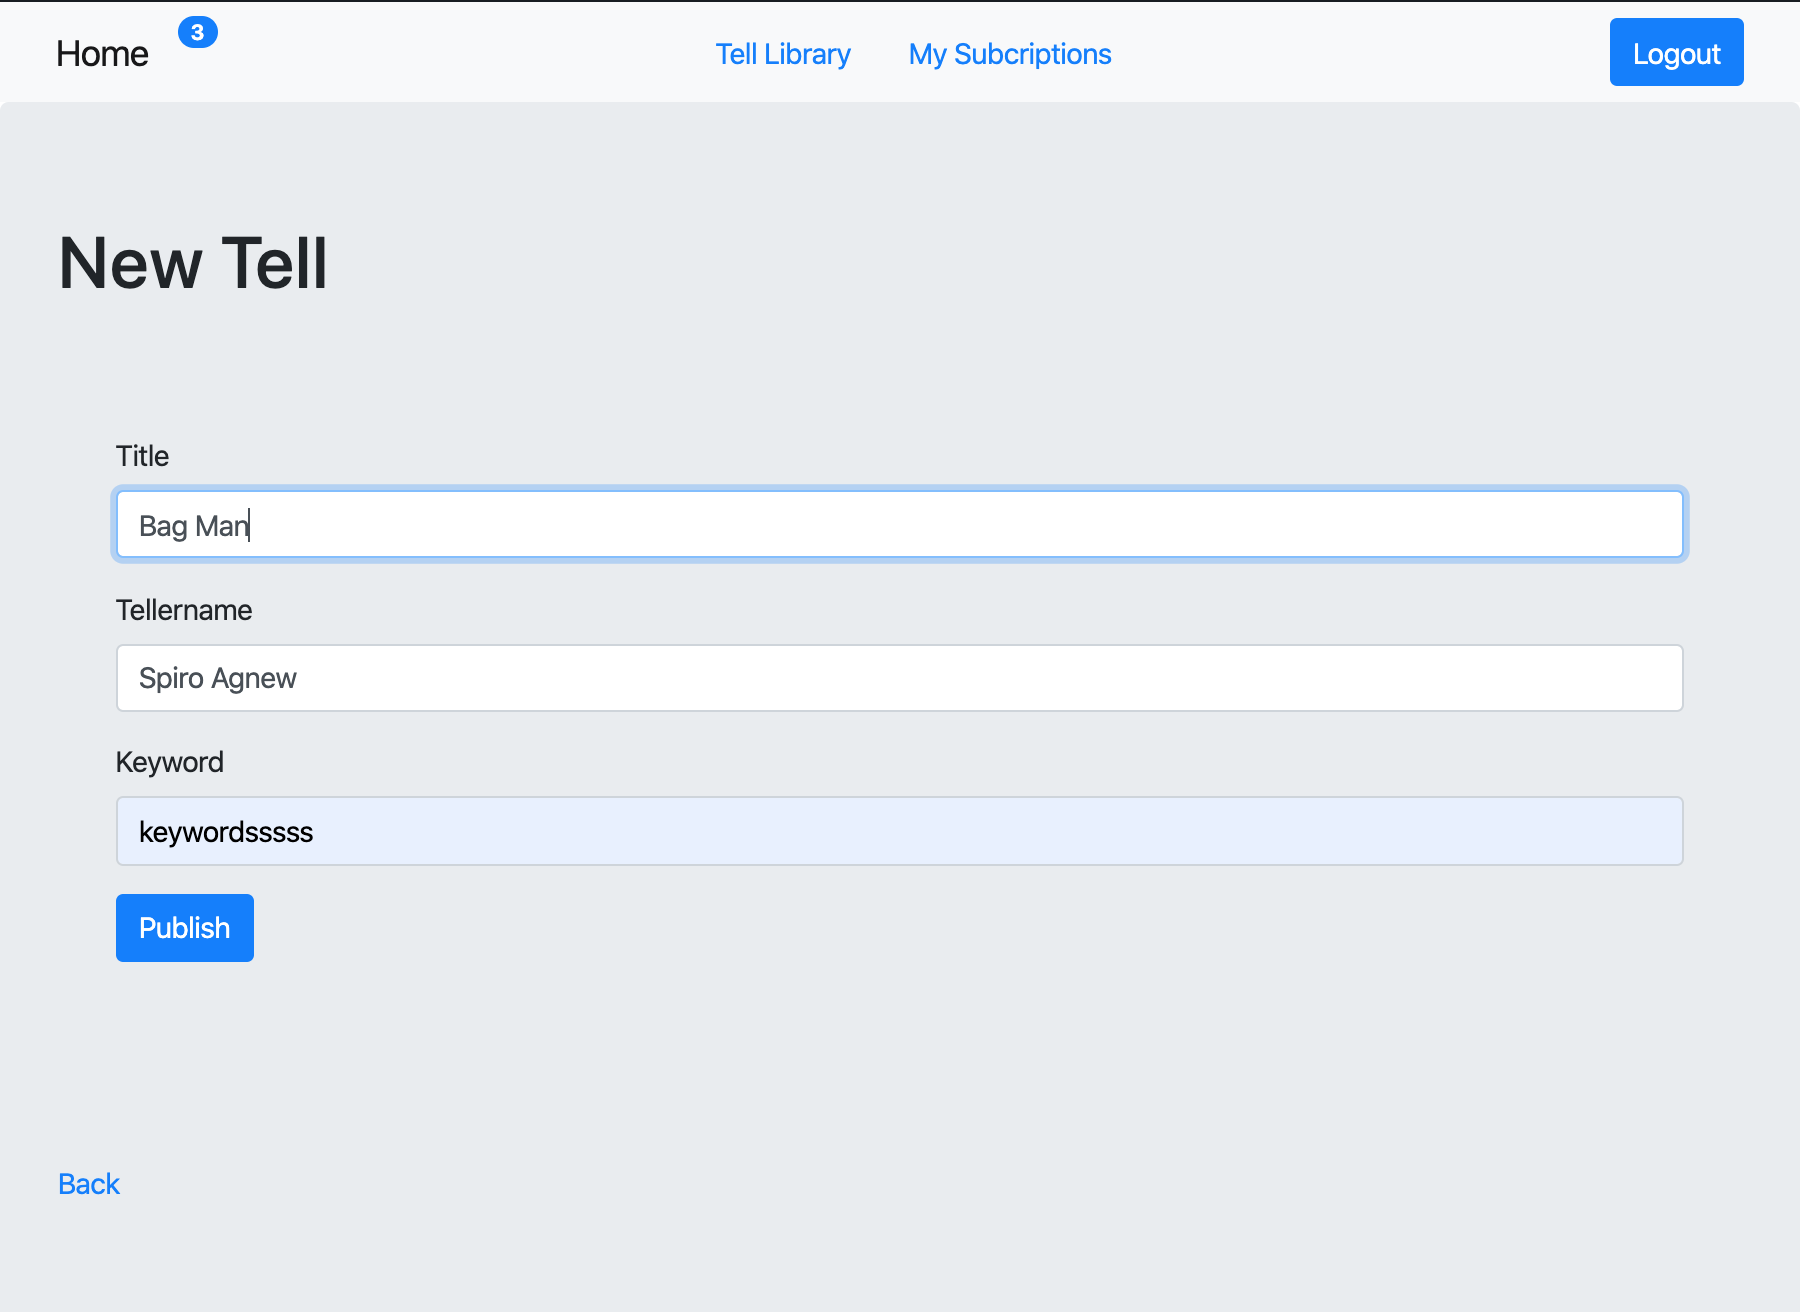 Home 3 Tell Library My Subcriptions Logout
New Tell
Title
Bag Man
Tellername
Spiro Agnew
Keyword
keywordsssss
Publish
Back